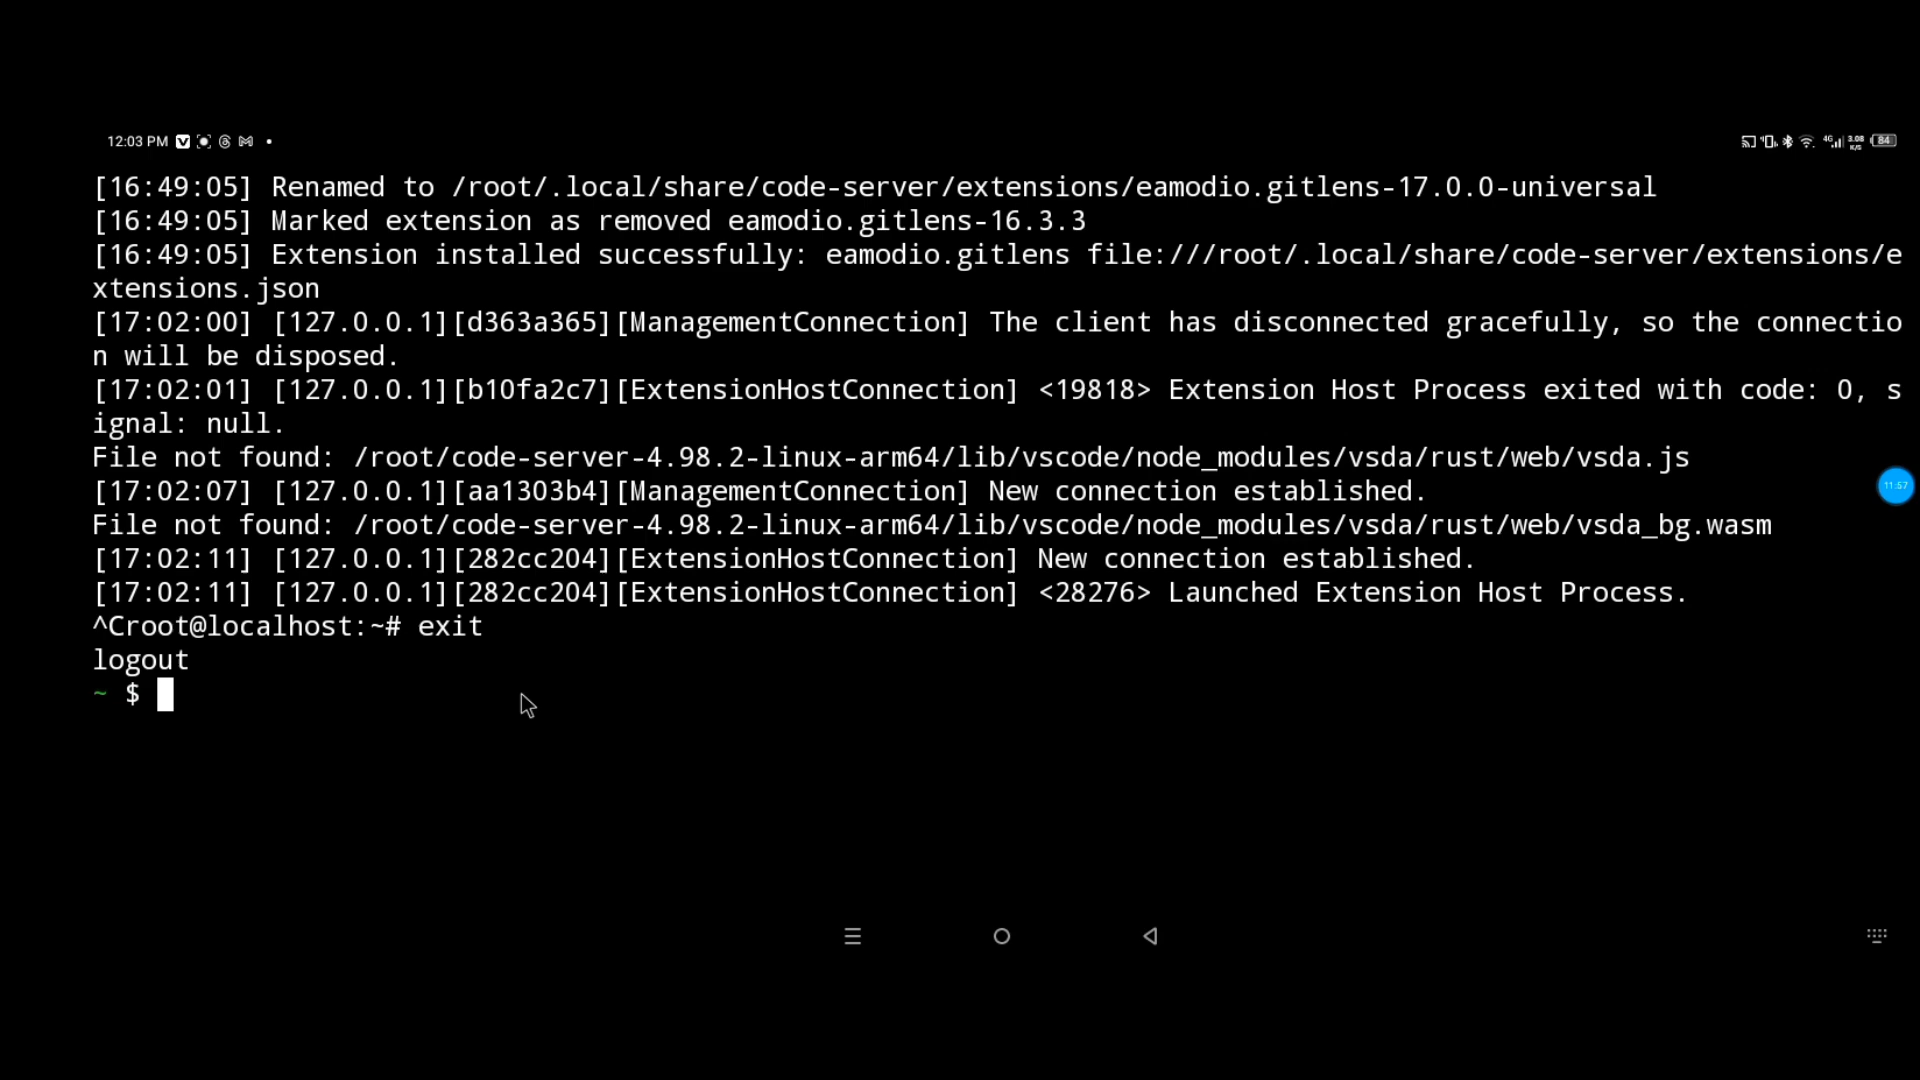 12:03 PM
4G 3.08 K/S 84
[16:49:05] Renamed to /root/.local/share/code-server/extensions/eamodio.gitlens-17.0.0-universal
[16:49:05] Marked extension as removed eamodio.gitlens-16.3.3
[16:49:05] Extension installed successfully: eamodio.gitlens file:///root/.local/share/code-server/extensions/e
xtensions.json
[17:02:00] [127.0.0.1][d363a365][ManagementConnection] The client has disconnected gracefully, so the connectio
n will be disposed.
[17:02:01] [127.0.0.1][b10fa2c7][ExtensionHostConnection] <19818> Extension Host Process exited with code: 0, s
ignal: null.
File not found: /root/code-server-4.98.2-linux-arm64/lib/vscode/node_modules/vsda/rust/web/vsda.js
[17:02:07] [127.0.0.1][aa1303b4][ManagementConnection] New connection established.
11:57
File not found: /root/code-server-4.98.2-linux-arm64/lib/vscode/node_modules/vsda/rust/web/vsda_bg.wasm
[17:02:11] [127.0.0.1][282cc204][ExtensionHostConnection] New connection established.
[17:02:11] [127.0.0.1][282cc204][ExtensionHostConnection] <28276> Launched Extension Host Process.
^Croot@localhost:~# exit
logout
~ $